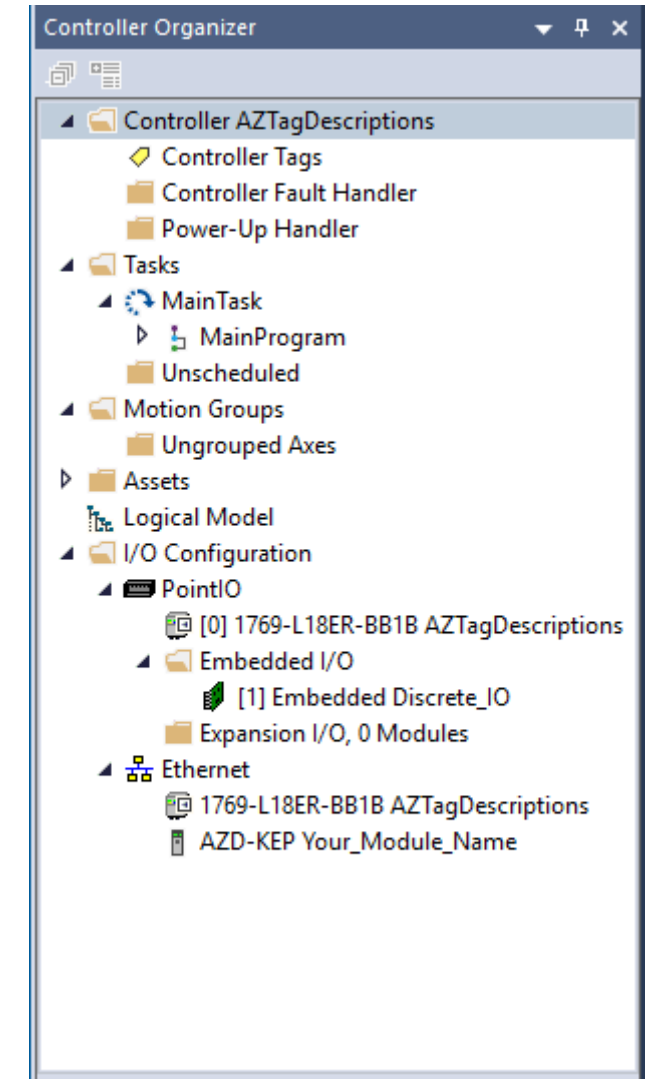 Controller Organizer
Controller AZTagDescriptions
Controller Tags
Controller Fault Handler
Power-Up Handler
Tasks
MainTask
MainProgram
Unscheduled
Motion Groups
Ungrouped Axes
Assets
Logical Model
I/O Configuration
PointIO
[0] 1769-L18ER-BB1B AZTagDescriptions
Embedded I/O
[1] Embedded Discrete_IO
Expansion I/O, 0 Modules
Ethernet
1769-L18ER-BB1B AZTagDescriptions
AZD-KEP Your_Module_Name